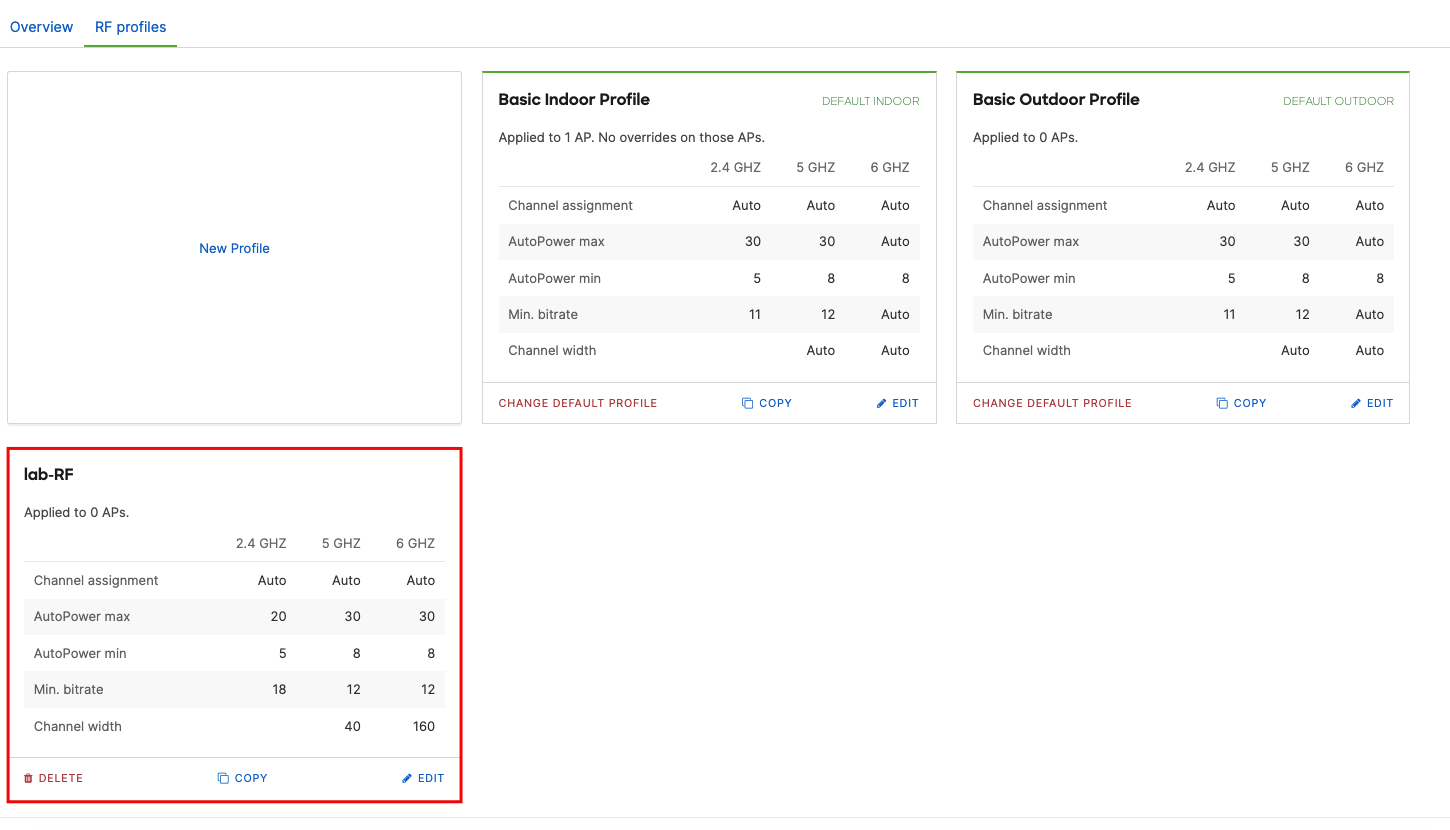 Overview RF profiles
New Profile
Basic Indoor Profile DEFAULT INDOOR
Applied to 1 AP. No overrides on those APs.
2.4 GHZ 5 GHZ 6 GHZ
Channel assignment Auto Auto Auto
AutoPower max 30 30 Auto
AutoPower min 5 8 8
Min. bitrate 11 12 Auto
Channel width Auto Auto
CHANGE DEFAULT PROFILE COPY EDIT
Basic Outdoor Profile DEFAULT OUTDOOR
Applied to 0 APs.
2.4 GHZ 5 GHZ 6 GHZ
Channel assignment Auto Auto Auto
AutoPower max 30 30 Auto
AutoPower min 5 8 8
Min. bitrate 11 12 Auto
Channel width Auto Auto
CHANGE DEFAULT PROFILE COPY EDIT
lab-RF
Applied to 0 APs.
2.4 GHZ 5 GHZ 6 GHZ
Channel assignment Auto Auto Auto
AutoPower max 20 30 30
AutoPower min 5 8 8
Min. bitrate 18 12 12
Channel width 40 160
DELETE COPY EDIT